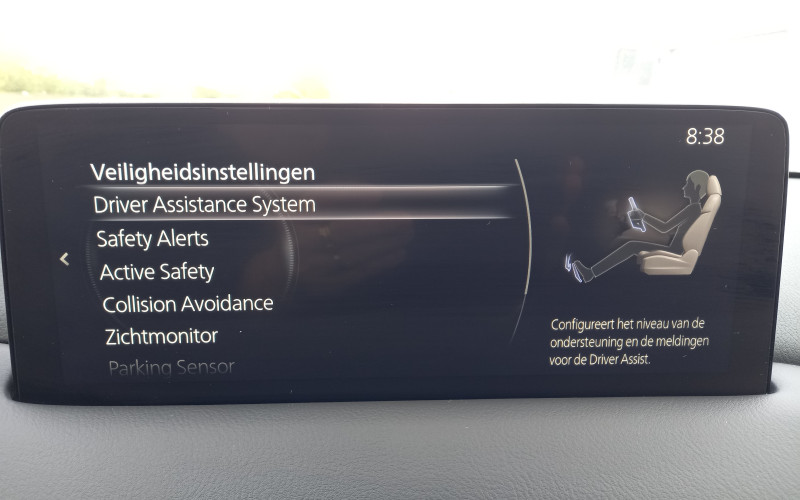 8:38
Veiligheidsinstellingen
Driver Assistance System
Safety Alerts
Active Safety
Collision Avoidance
Zichtmonitor
Parking Sensor
Configureert het niveau van de
ondersteuning en de meldingen
voor de Driver Assist.